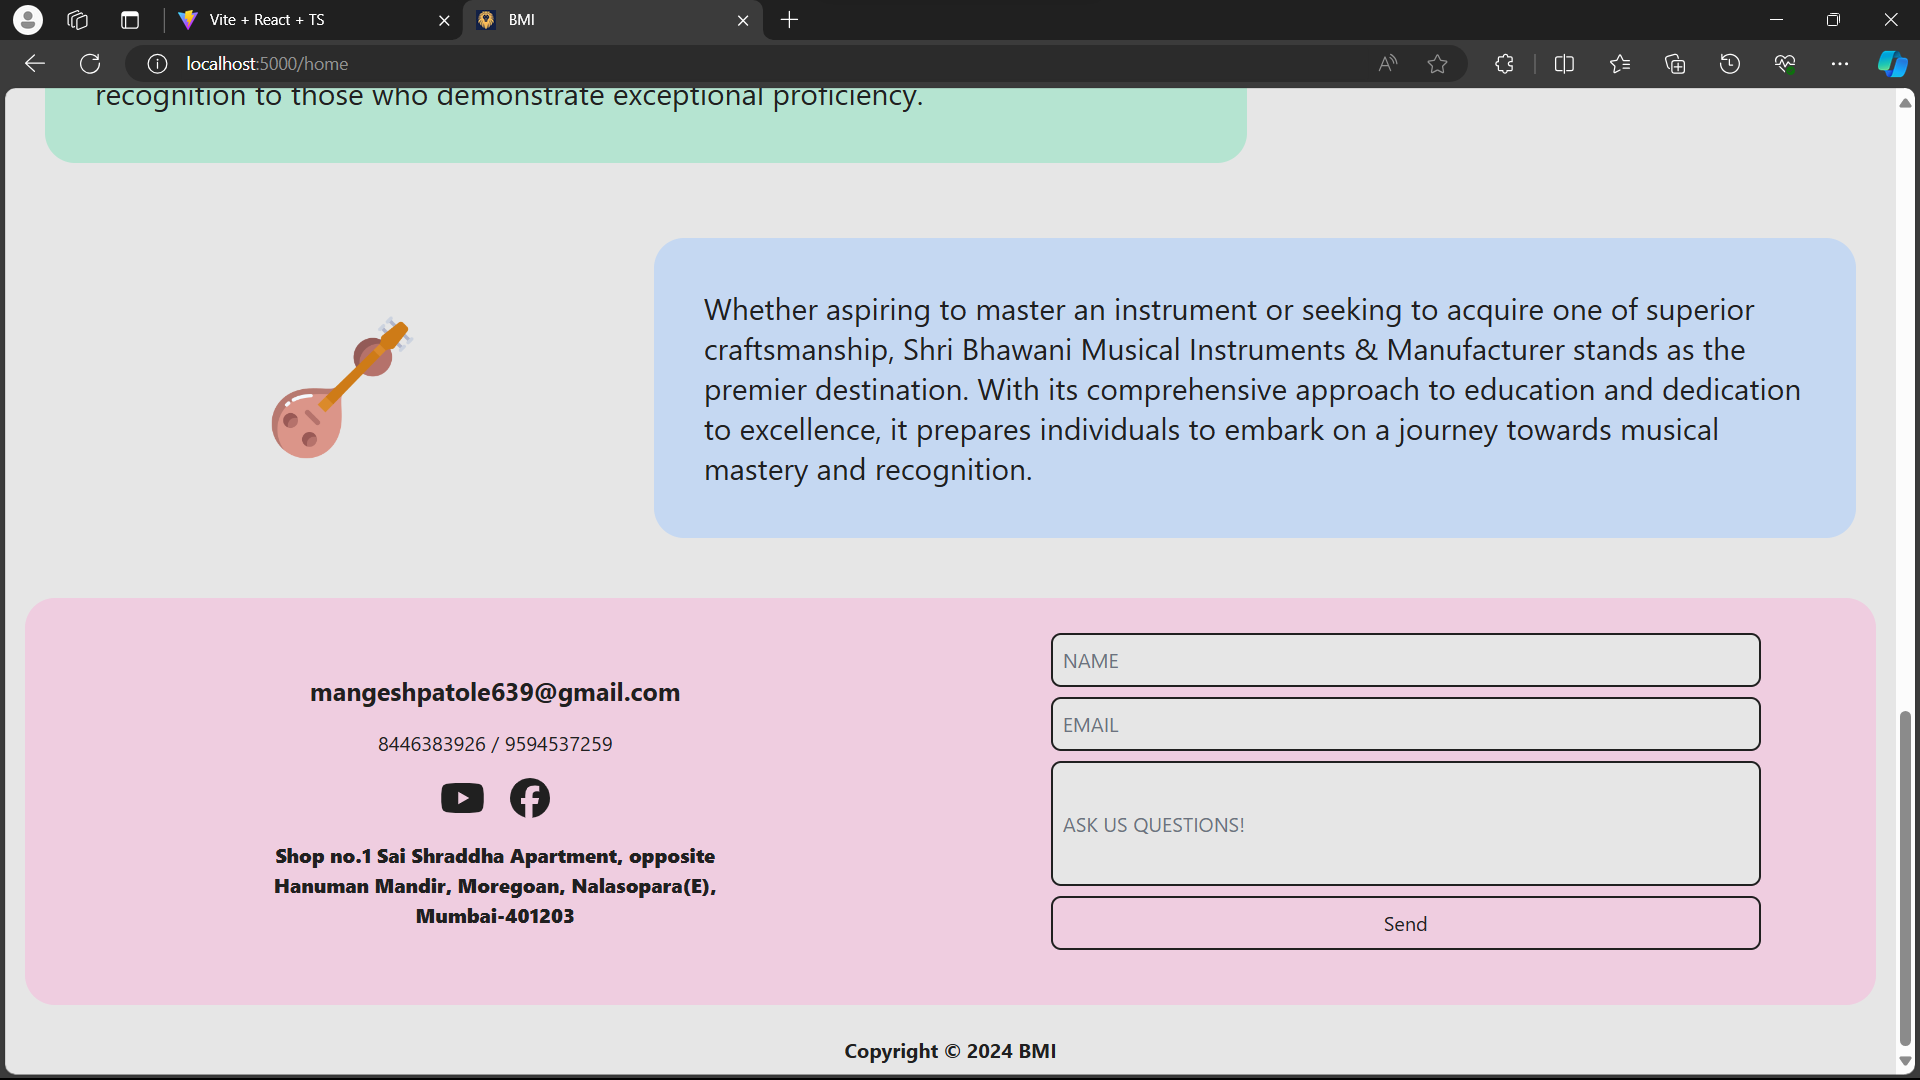 Vite + React + TS
BMI
localhost:5000/home
recognition to those who demonstrate exceptional proficiency.
Whether aspiring to master an instrument or seeking to acquire one of superior
craftsmanship, Shri Bhawani Musical Instruments & Manufacturer stands as the
premier destination. With its comprehensive approach to education and dedication
to excellence, it prepares individuals to embark on a journey towards musical
mastery and recognition.
mangeshpatole639@gmail.com
8446383926 / 9594537259
Shop no.1 Sai Shraddha Apartment, opposite
Hanuman Mandir, Moregoan, Nalasopara(E),
Mumbai-401203
NAME
EMAIL
ASK US QUESTIONS!
Send
Copyright © 2024 BMI